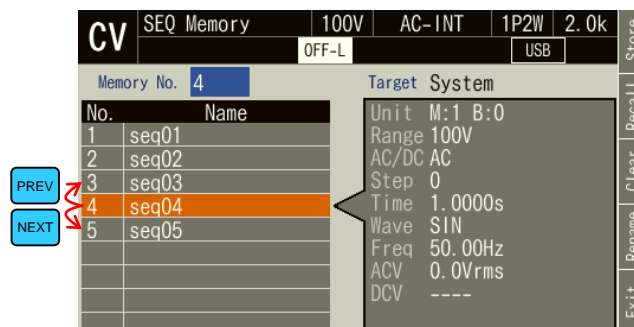 CV SEQ Memory 100V AC-INT 1P2W 2.0k
OFF-L USB
Memory No. 4 Target System
No. Name
1 seq01
2 seq02
3 seq03
4 seq04
5 seq05
PREV
NEXT
Unit M:1 B:0
Range 100V
AC/DC AC
Step 0
Time 1.0000s
Wave SIN
Freq 50.00Hz
ACV 0.0Vrms
DCV ----
Store
Recall
Clear
Rename
Exit